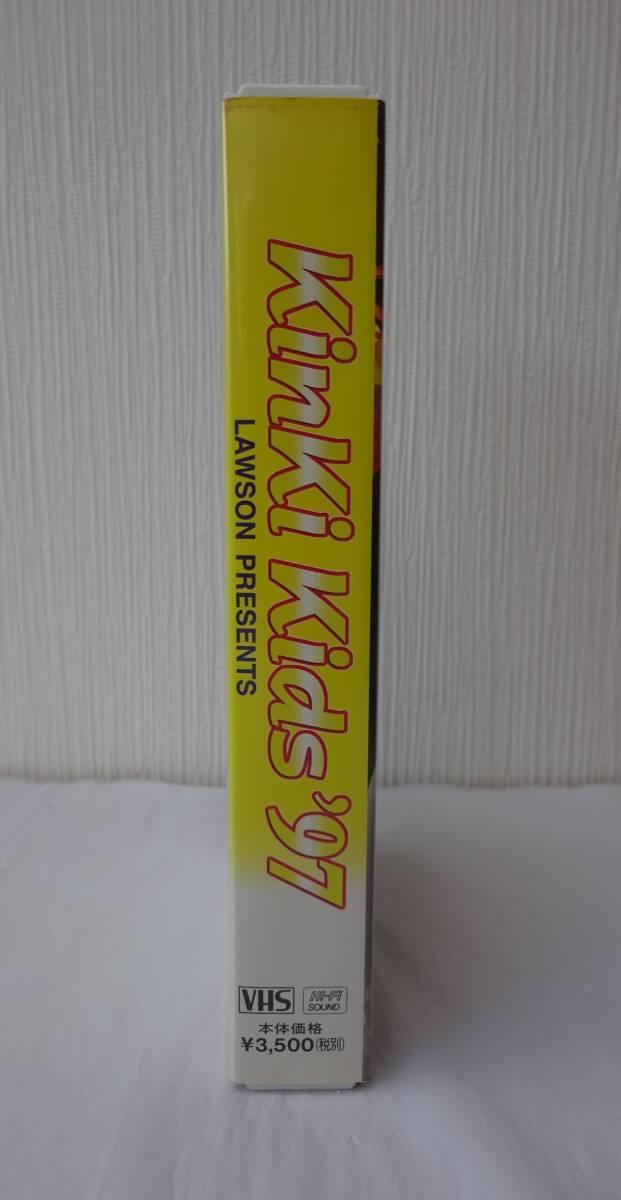 KinKi Kids '97
LAWSON PRESENTS
VHS
Hi-Fi
SOUND
本体価格
¥3,500(税別)